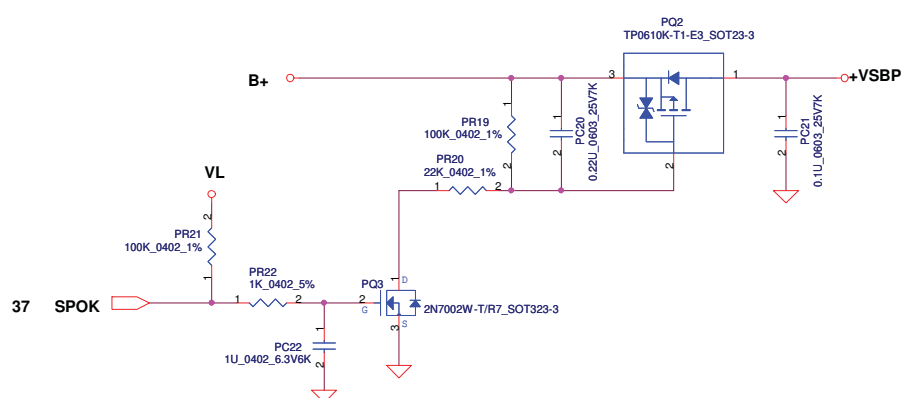 PQ2
TP0610K-T1-E3_SOT23-3
B+
3
1
+VSBP
1
PR19
100K_0402_1%
2
1
2
PC20
0.22U_0603_25V7K
2
1
2
PC21
0.1U_0603_25V7K
PR20
22K_0402_1%
1
2
VL
2
PR21
100K_0402_1%
1
37
SPOK
PR22
1K_0402_5%
1
2
PQ3
1
D
2
G
S
3
2N7002W-T/R7_SOT323-3
1
PC22
1U_0402_6.3V6K
2